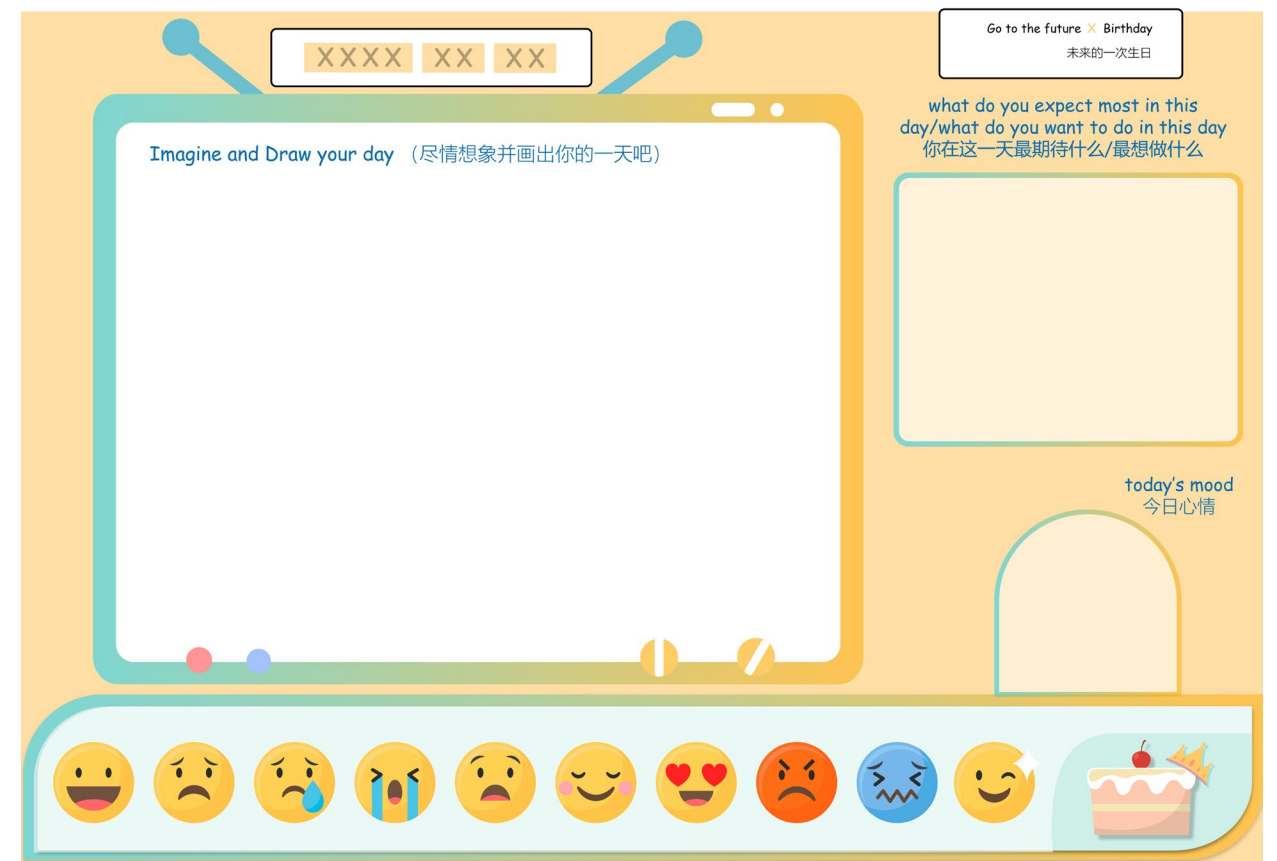 XXXX XX XX
Go to the future X Birthday
未来的一次生日
Imagine and Draw your day （尽情想象并画出你的一天吧）
what do you expect most in this
day/what do you want to do in this day
你在这一天最期待什么/最想做什么
today's mood
今日心情